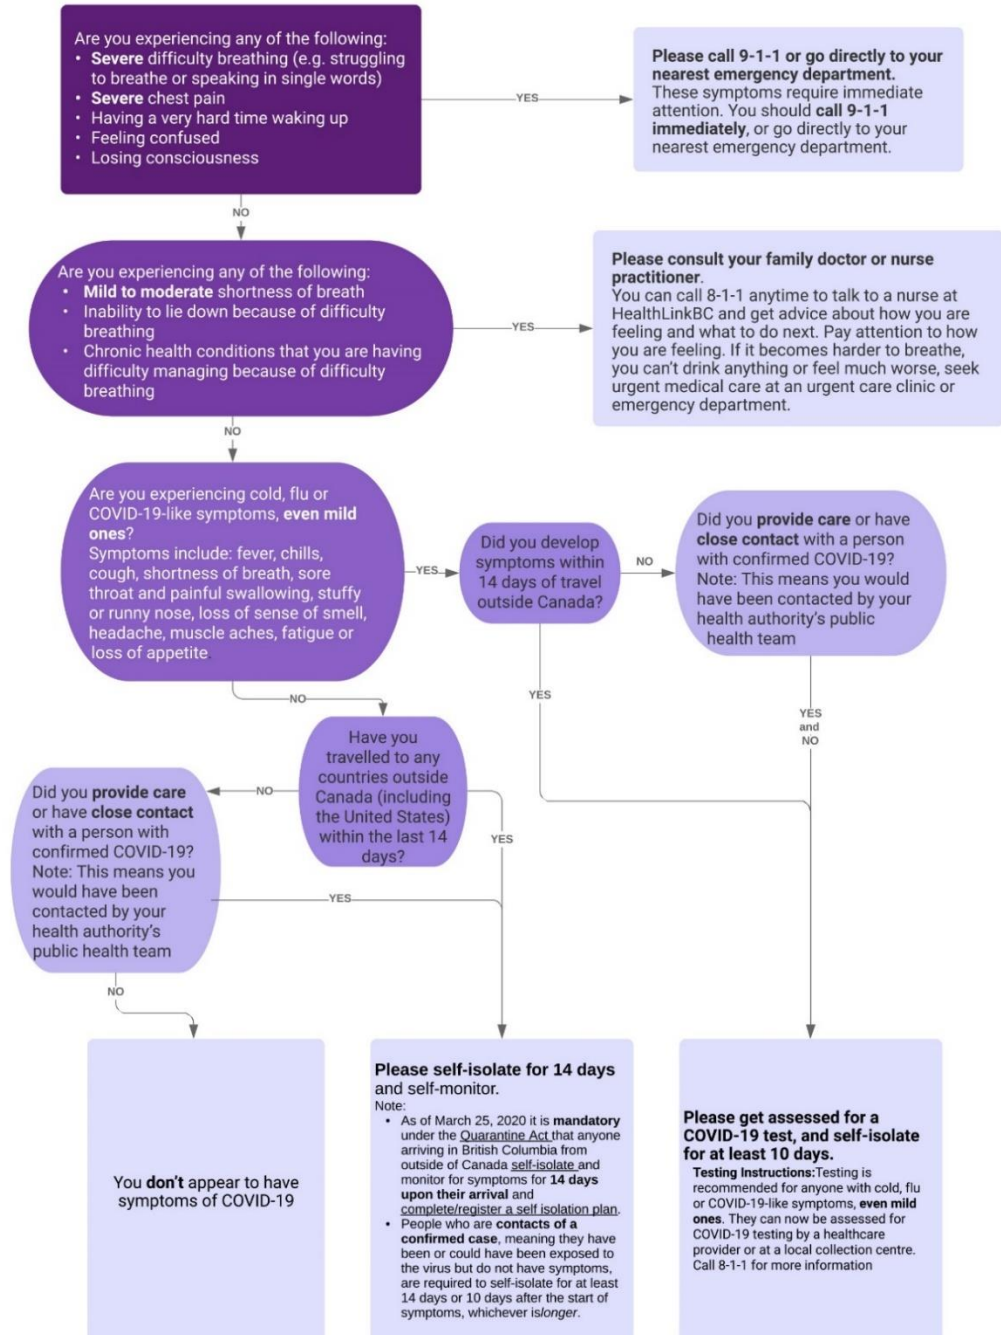 Are you experiencing any of the following:
• Severe difficulty breathing (e.g. struggling
to breathe or speaking in single words)
• Severe chest pain
• Having a very hard time waking up
• Feeling confused
• Losing consciousness
YES
Please call 9-1-1 or go directly to your
nearest emergency department.
These symptoms require immediate
attention. You should call 9-1-1
immediately, or go directly to your
nearest emergency department.
NO
Are you experiencing any of the following:
• Mild to moderate shortness of breath
• Inability to lie down because of difficulty
breathing
• Chronic health conditions that you are having
difficulty managing because of difficulty
breathing
YES
Please consult your family doctor or nurse
practitioner.
You can call 8-1-1 anytime to talk to a nurse at
HealthLinkBC and get advice about how you are
feeling and what to do next. Pay attention to how
you are feeling. If it becomes harder to breathe,
you can't drink anything or feel much worse, seek
urgent medical care at an urgent care clinic or
emergency department.
NO
Are you experiencing cold, flu or
COVID-19-like symptoms, even mild
ones?
Symptoms include: fever, chills,
cough, shortness of breath, sore
throat and painful swallowing, stuffy
or runny nose, loss of sense of smell,
headache, muscle aches, fatigue or
loss of appetite.
YES
Did you develop
symptoms within
14 days of travel
outside Canada?
NO
Did you provide care or have
close contact with a person
with confirmed COVID-19?
Note: This means you would
have been contacted by your
health authority's public
health team
YES
YES
and
NO
NO
Have you
travelled to any
countries outside
Canada (including
the United States)
within the last 14
days?
NO
YES
Did you provide care
or have close contact
with a person with
confirmed COVID-19?
Note: This means you
would have been
contacted by your
health authority's
public health team
YES
NO
You don't appear to have
symptoms of COVID-19
Please self-isolate for 14 days
and self-monitor.
Note:
• As of March 25, 2020 it is mandatory
under the Quarantine Act that anyone
arriving in British Columbia from
outside of Canada self-isolate and
monitor for symptoms for 14 days
upon their arrival and
complete/register a self isolation plan.
• People who are contacts of a
confirmed case, meaning they have
been or could have been exposed to
the virus but do not have symptoms,
are required to self-isolate for at least
14 days or 10 days after the start of
symptoms, whichever islonger.
Please get assessed for a
COVID-19 test, and self-isolate
for at least 10 days.
Testing Instructions:Testing is
recommended for anyone with cold, flu
or COVID-19-like symptoms, even mild
ones. They can now be assessed for
COVID-19 testing by a healthcare
provider or at a local collection centre.
Call 8-1-1 for more information